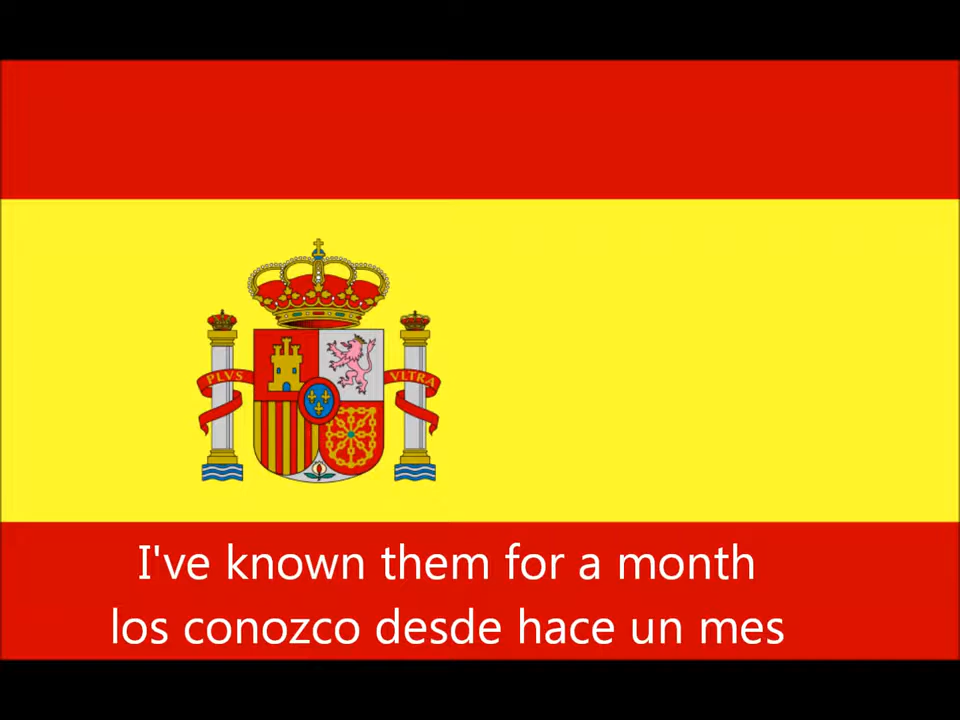 PLVS VLTRA
I've known them for a month
los conozco desde hace un mes